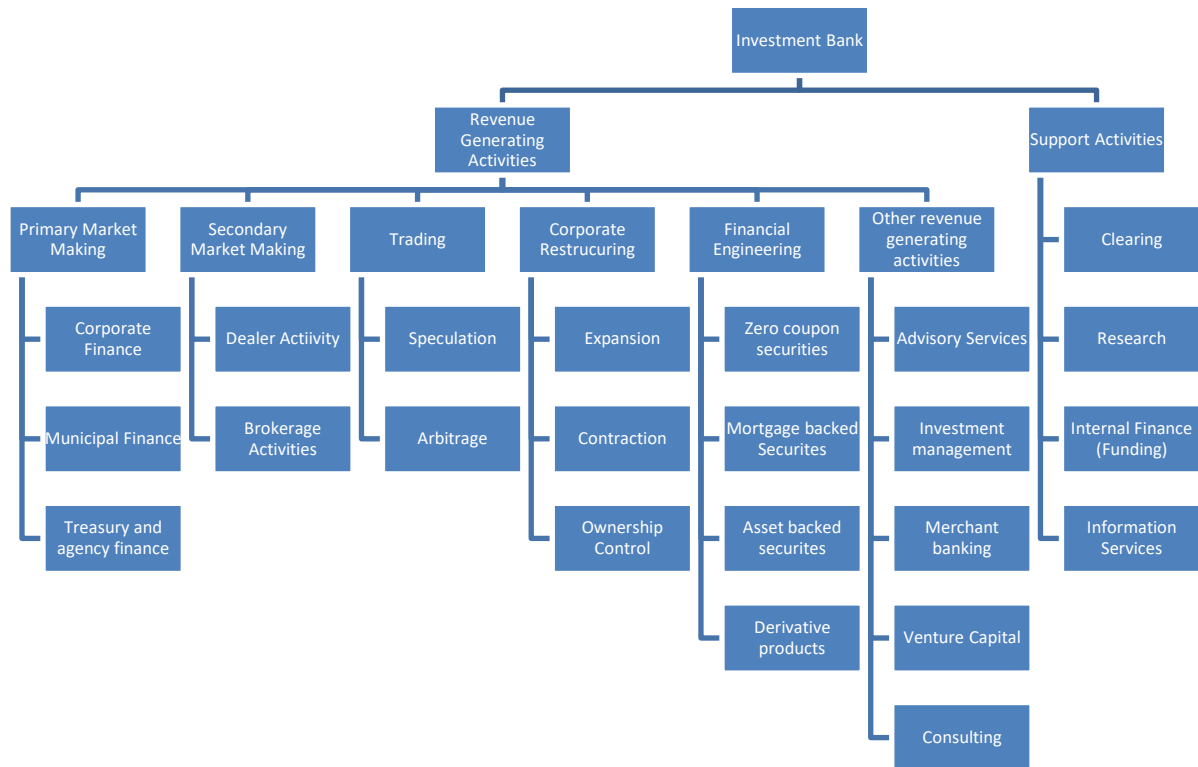 Investment Bank
Revenue
Generating
Activities
Support Activities
Primary Market
Making
Secondary
Market Making
Trading
Corporate
Restrucuring
Financial
Engineering
Other revenue
generating
activities
Clearing
Corporate
Finance
Dealer Actiivity
Speculation
Expansion
Zero coupon
securities
Advisory Services
Research
Municipal Finance
Brokerage
Activities
Arbitrage
Contraction
Mortgage backed
Securites
Investment
management
Internal Finance
(Funding)
Treasury and
agency finance
Ownership
Control
Asset backed
securites
Merchant
banking
Information
Services
Derivative
products
Venture Capital
Consulting